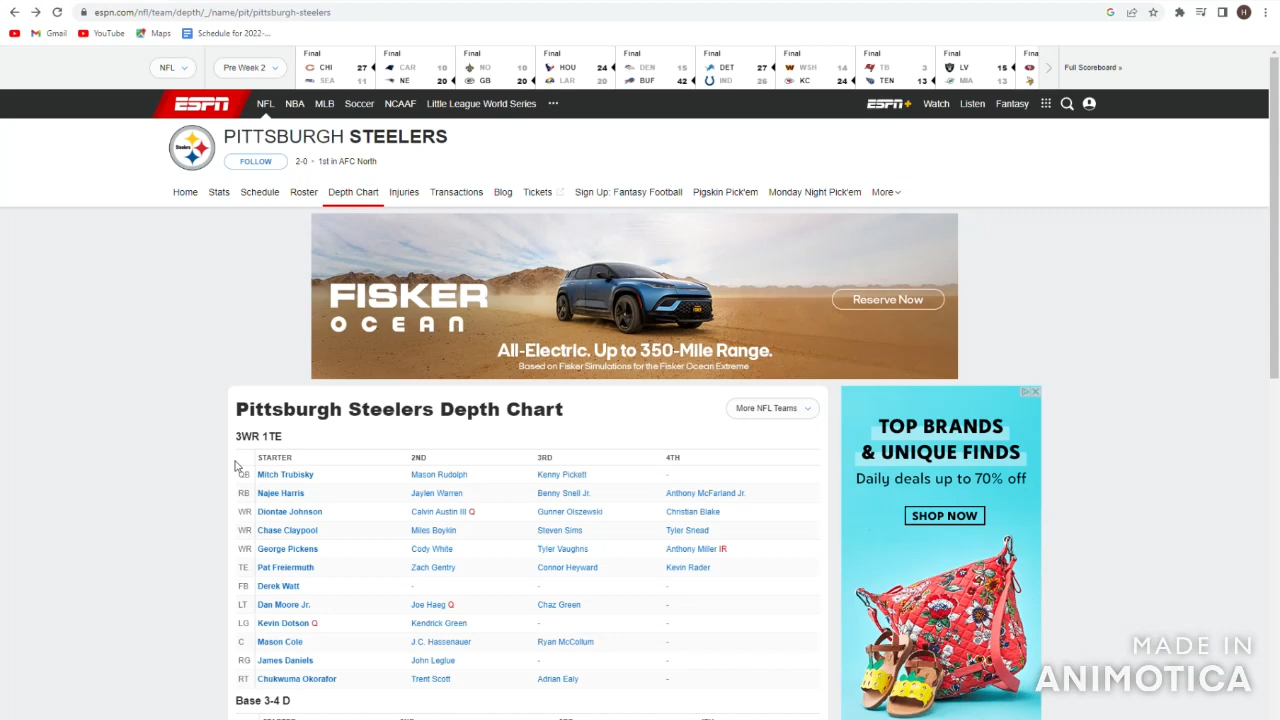 espn.com/nfl/team/depth/_/name/pit/pittsburgh-steelers
Gmail YouTube Maps Schedule for 2022-...
NFL Pre Week 2
Final CHI 27 SEA 11
Final CAR 10 NE 20
Final NO 10 GB 20
Final HOU 24 LAR 20
Final DEN 15 BUF 42
Final DET 27 IND 26
Final WSH 14 KC 24
Final TB 3 TEN 13
Final LV 15 MIA 13
Fina
Full Scoreboard »
ESPN NFL NBA MLB Soccer NCAAF Little League World Series ••• ESPN+ Watch Listen Fantasy
PITTSBURGH STEELERS
FOLLOW 2-0 • 1st in AFC North
Home Stats Schedule Roster Depth Chart Injuries Transactions Blog Tickets Sign Up: Fantasy Football Pigskin Pick'em Monday Night Pick'em More
FISKER
OCEAN
Reserve Now
All-Electric. Up to 350-Mile Range.
Based on Fisker Simulations for the Fisker Ocean Extreme
Pittsburgh Steelers Depth Chart
More NFL Teams
3WR 1TE
STARTER 2ND 3RD 4TH
QB Mitch Trubisky Mason Rudolph Kenny Pickett -
RB Najee Harris Jaylen Warren Benny Snell Jr. Anthony McFarland Jr.
WR Diontae Johnson Calvin Austin III Q Gunner Olszewski Christian Blake
WR Chase Claypool Miles Boykin Steven Sims Tyler Snead
WR George Pickens Cody White Tyler Vaughns Anthony Miller IR
TE Pat Freiermuth Zach Gentry Connor Heyward Kevin Rader
FB Derek Watt - - -
LT Dan Moore Jr. Joe Haeg Q Chaz Green -
LG Kevin Dotson Q Kendrick Green - -
C Mason Cole J.C. Hassenauer Ryan McCollum -
RG James Daniels John Leglue - -
RT Chukwuma Okorafor Trent Scott Adrian Ealy -
Base 3-4 D
STARTER 2ND 3RD 4TH
TOP BRANDS
& UNIQUE FINDS
Daily deals up to 70% off
SHOP NOW
MADE IN
ANIMOTICA